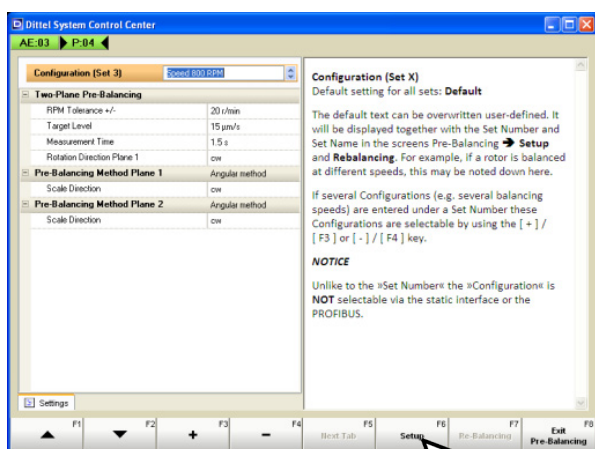 Dittel System Control Center
AE:03 P:04
Configuration (Set 3) Speed 800 RPM
Two-Plane Pre-Balancing
RPM Tolerance +/- 20 r/min
Target Level 15 µm/s
Measurement Time 1.5 s
Rotation Direction Plane 1 cw
Pre-Balancing Method Plane 1 Angular method
Scale Direction cw
Pre-Balancing Method Plane 2 Angular method
Scale Direction cw
Settings
Configuration (Set X)
Default setting for all sets: Default
The default text can be overwritten user-defined. It
will be displayed together with the Set Number and
Set Name in the screens Pre-Balancing ➔ Setup
and Rebalancing. For example, if a rotor is balanced
at different speeds, this may be noted down here.
If several Configurations (e.g. several balancing
speeds) are entered under a Set Number these
Configurations are selectable by using the [ + ] /
[ F3 ] or [ - ] / [ F4 ] key.
NOTICE
Unlike to the »Set Number« the »Configuration« is
NOT selectable via the static interface or the
PROFIBUS.
F1 F2 F3 F4 F5 F6 F7 F8
+ - Next Tab Setup Re-Balancing Exit
Pre-Balancing